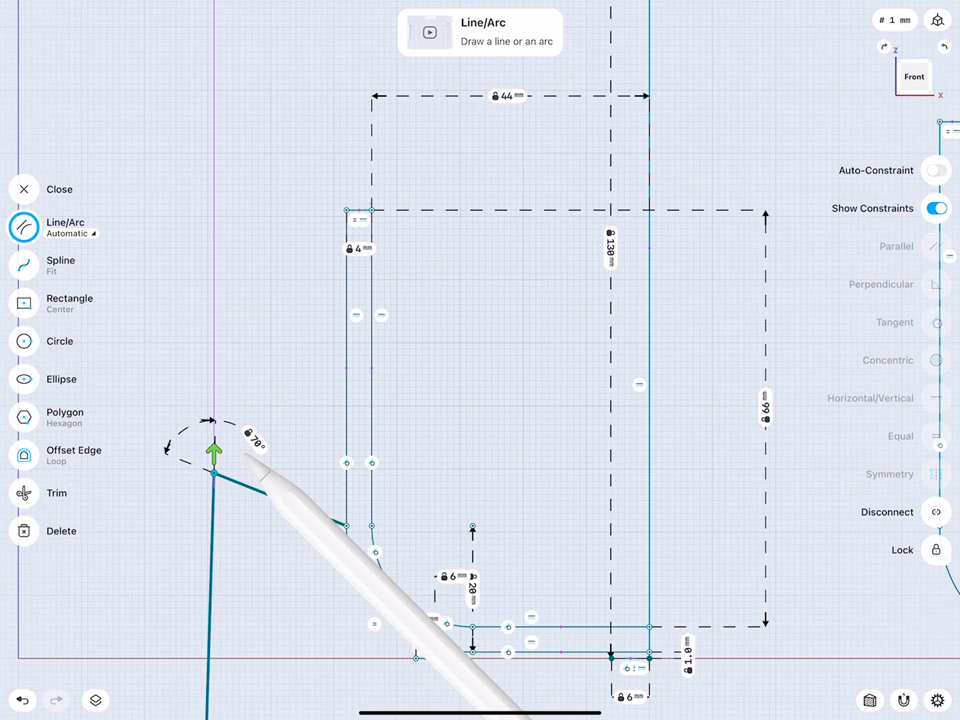 Line/Arc
Draw a line or an arc
# 1 mm
Z
Front
X
44 mm
4 mm
130 mm
99 mm
70°
6 mm
20 mm
mm
1.0 mm
6 mm
Close
Line/Arc
Automatic
Spline
Fit
Rectangle
Center
Circle
Ellipse
Polygon
Hexagon
Offset Edge
Loop
Trim
Delete
Auto-Constraint
Show Constraints
Parallel
Perpendicular
Tangent
Concentric
Horizontal/Vertical
Equal
Symmetry
Disconnect
Lock